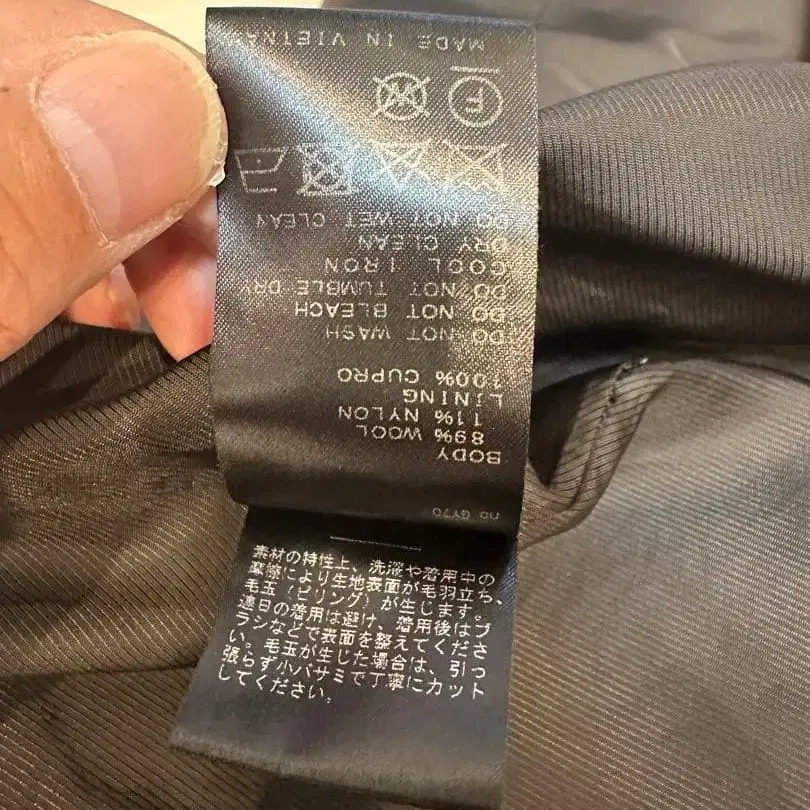 no GY70
BODY
89% WOOL
11% NYLON
LINING
100% CUPRO
DO NOT WASH
DO NOT BLEACH
DO NOT TUMBLE DRY
COOL IRON
DRY CLEAN
DO NOT WET CLEAN
F W
MADE IN VIETNAM
素材の特性上、洗濯や着用中の
摩擦により生地表面が毛羽立ち、
毛玉（ピリング）が生じます。
連日の着用は避け、着用後はブ
ラシなどで表面を整えてくださ
い。毛玉が生じた場合は、引っ
張らず小バサミで丁寧にカット
してください。